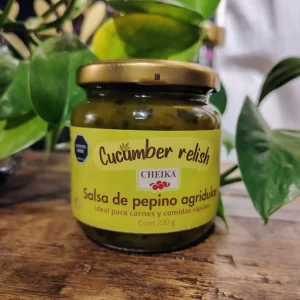 Cucumber relish
CHEIKA
Salsa de pepino agridulce
Ideal para carnes y comidas rápidas
Cont 230 g